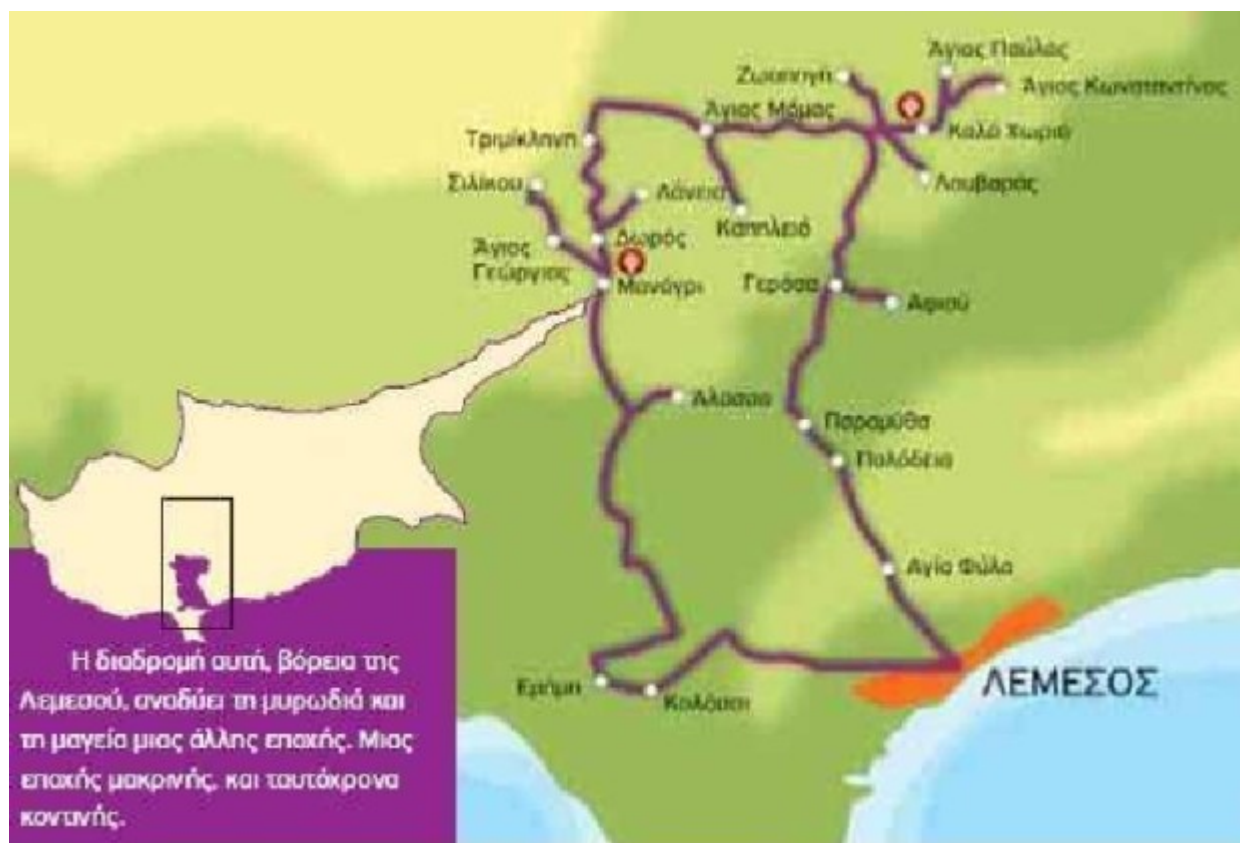 Άγιος Παύλος
Ζωοπηγή
Άγιος Κωνσταντίνος
Άγιος Μάμας
Τριμίκληνη
Καλό Χωριό
Σιλίκου
Λάνεια
Λουβαράς
Καπηλειό
Δωρός
Άγιος
Γεώργιος
Μονάγρι
Γεράσα
Αψιού
Άλασσα
Παραμύθα
Παλόδεια
Αγία Φύλα
Ερήμη
Κολόσσι
ΛΕΜΕΣΟΣ
Η διαδρομή αυτή, βόρεια της
Λεμεσού, αναδύει τη μυρωδιά και
τη μαγεία μιας άλλης εποχής. Μιας
εποχής μακρινής, και ταυτόχρονα
κοντινής.